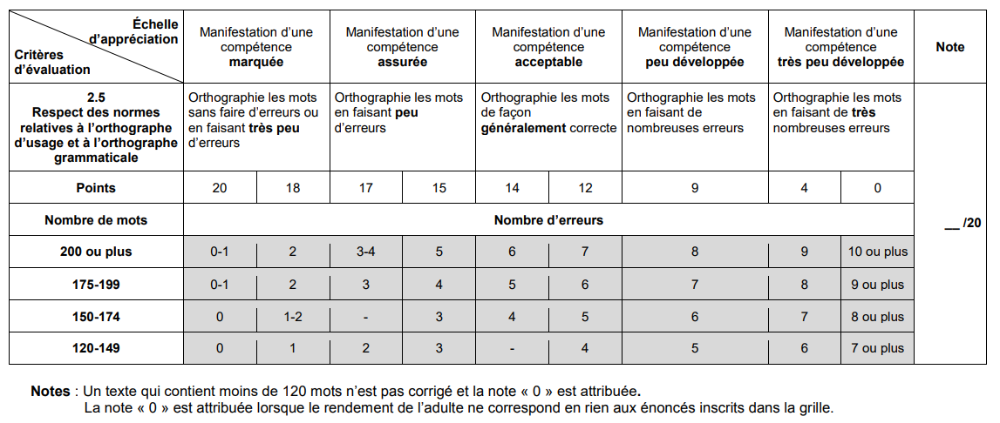 Échelle
d’appréciation
Critères
d’évaluation
Manifestation d’une
compétence
marquée
Manifestation d’une
compétence
assurée
Manifestation d’une
compétence
acceptable
Manifestation d’une
compétence
peu développée
Manifestation d’une
compétence
très peu développée
Note
2.5
Respect des normes
relatives à l’orthographe
d’usage et à l’orthographe
grammaticale
Orthographie les mots
sans faire d’erreurs ou
en faisant très peu
d’erreurs
Orthographie les mots
en faisant peu
d’erreurs
Orthographie les mots
de façon
généralement correcte
Orthographie les mots
en faisant de
nombreuses erreurs
Orthographie les mots
en faisant de très
nombreuses erreurs
Points 20 18 17 15 14 12 9 4 0
Nombre de mots Nombre d’erreurs
__ /20
200 ou plus 0-1 2 3-4 5 6 7 8 9 10 ou plus
175-199 0-1 2 3 4 5 6 7 8 9 ou plus
150-174 0 1-2 - 3 4 5 6 7 8 ou plus
120-149 0 1 2 3 - 4 5 6 7 ou plus
Notes : Un texte qui contient moins de 120 mots n’est pas corrigé et la note « 0 » est attribuée.
La note « 0 » est attribuée lorsque le rendement de l’adulte ne correspond en rien aux énoncés inscrits dans la grille.